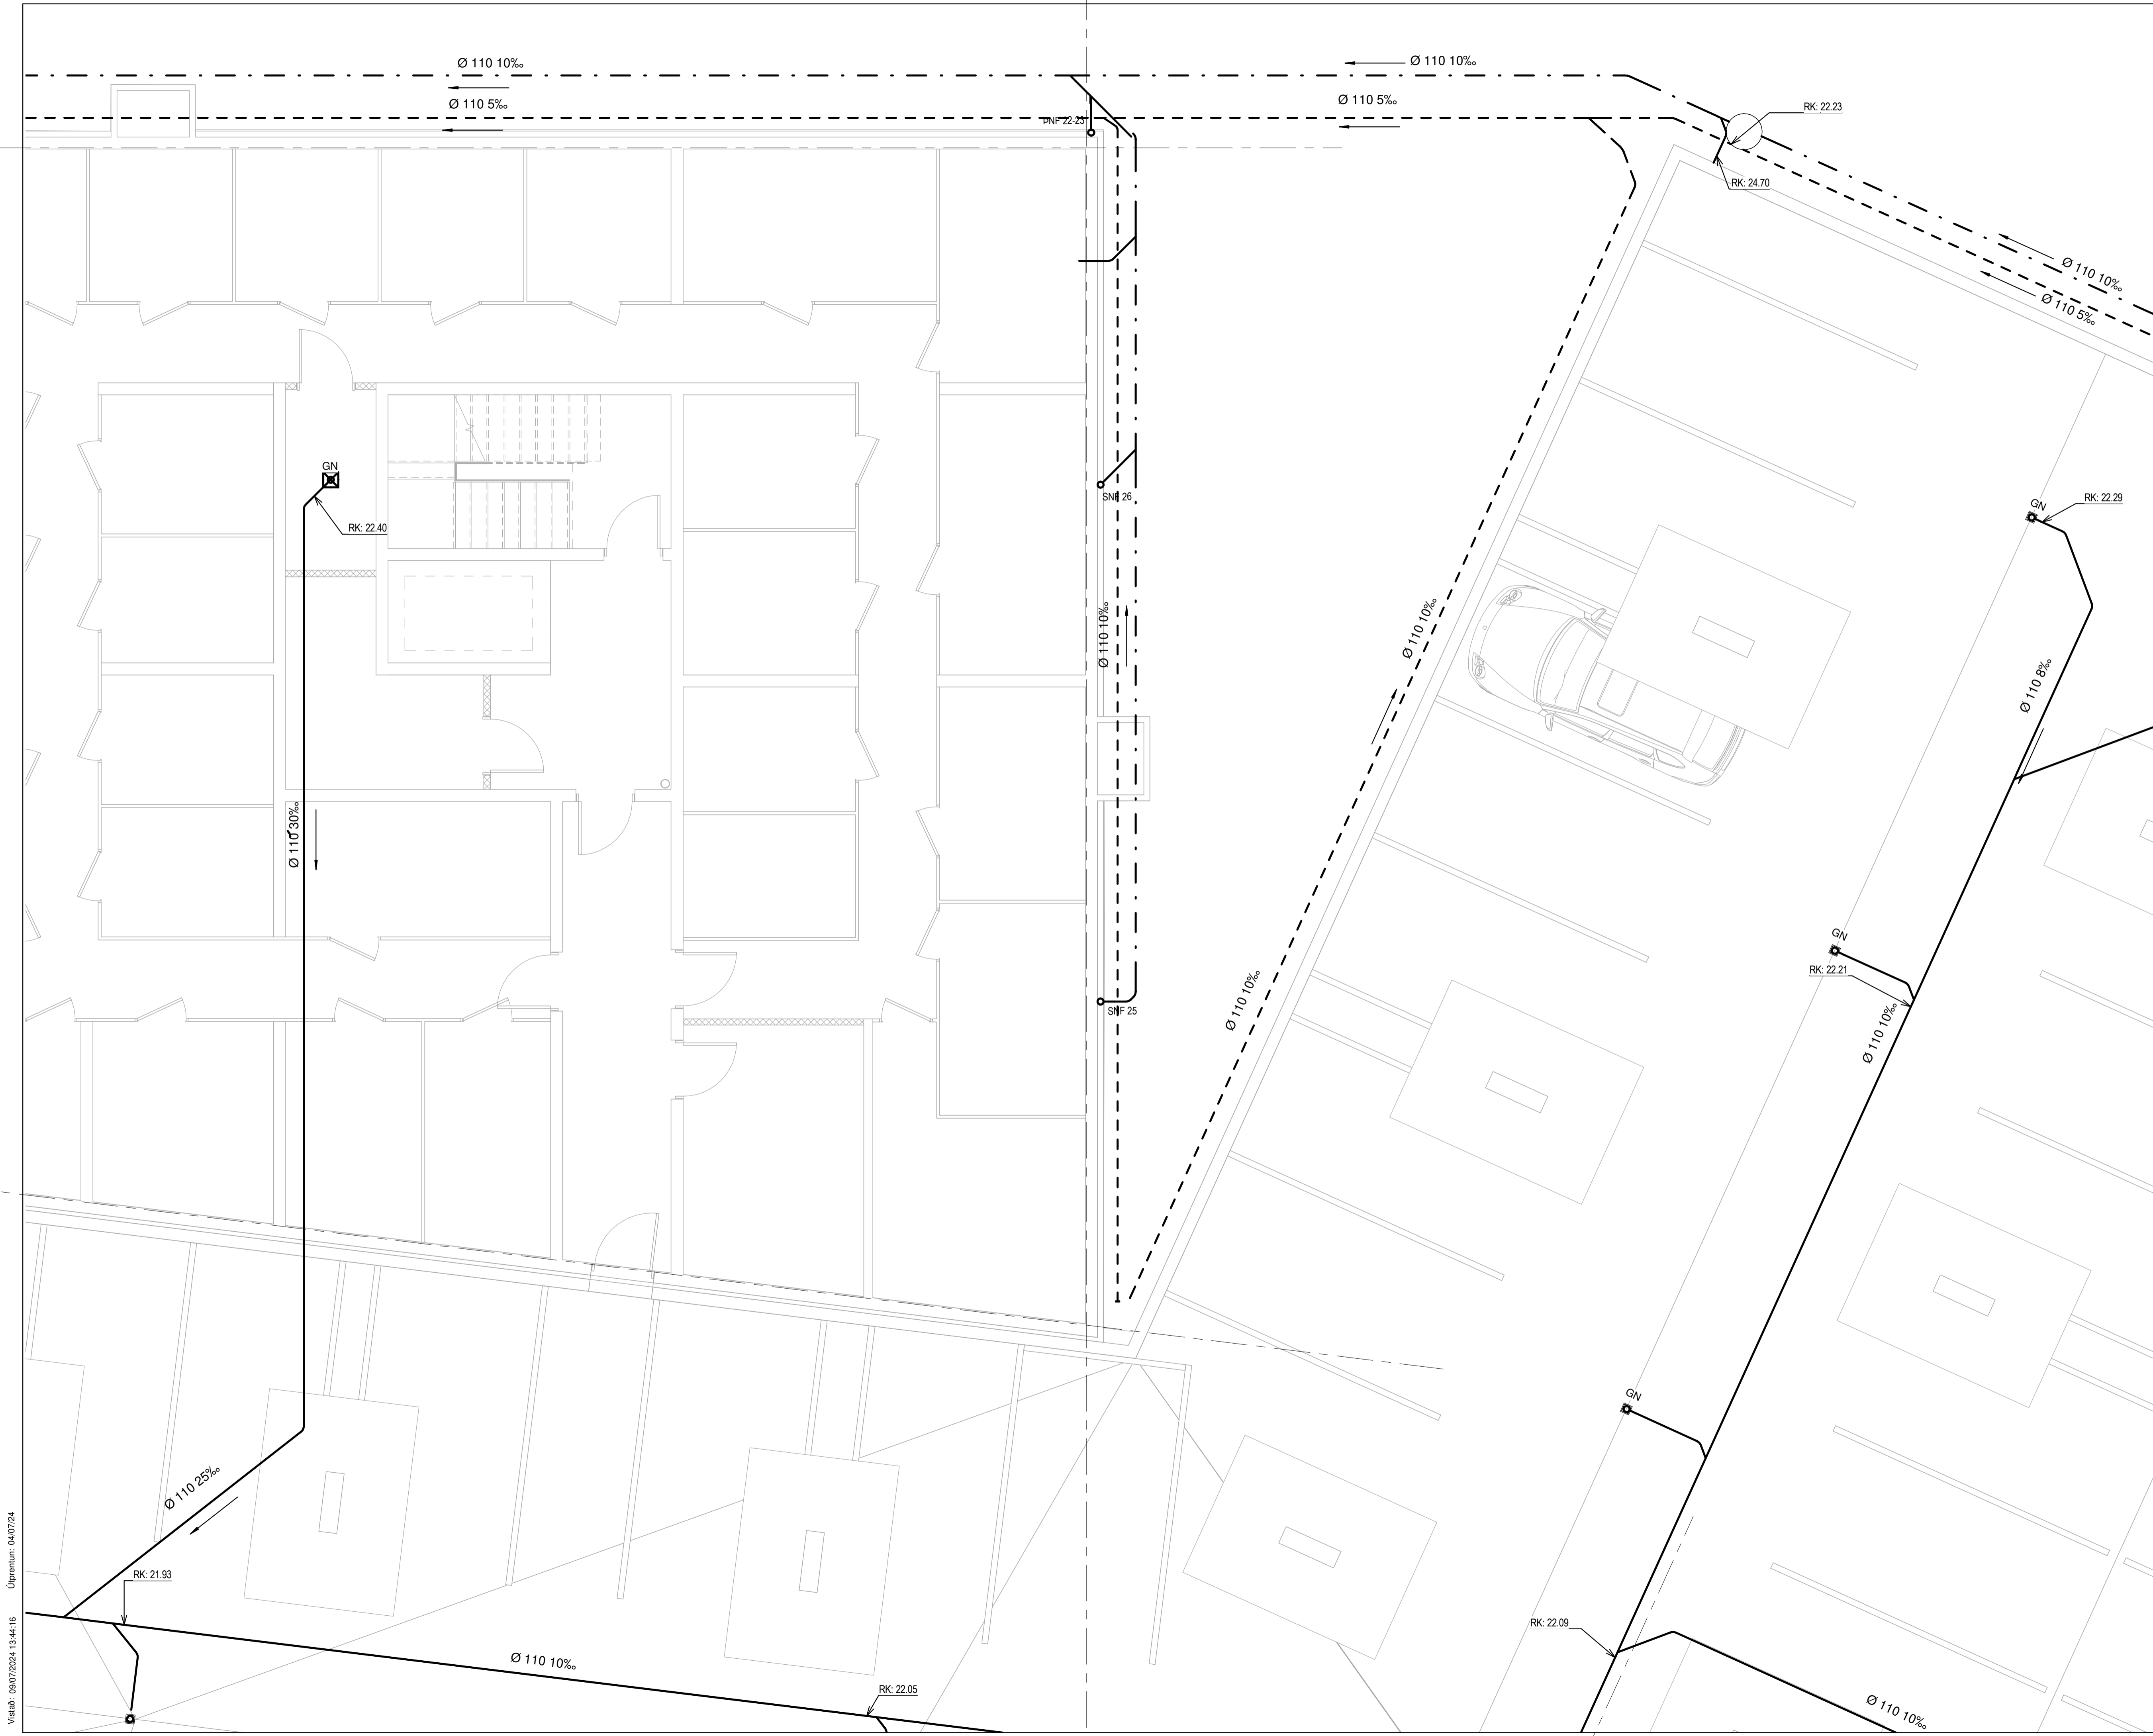 Ø 110 10‰
Ø 110 10‰
Ø 110 5‰
Ø 110 5‰
RK: 22.23
ÞNF 22-23
RK: 24.70
Ø 110 10‰
Ø 110 5‰
GN
RK: 22.40
SNF 26
GN
RK: 22.29
Ø 110 10‰
Ø 110 10‰
Ø 110 8‰
Ø 110 30‰
GN
RK: 22.21
Ø 110 10‰
SNF 25
Ø 110 10‰
GN
Ø 110 25‰
RK: 21.93
RK: 22.09
Ø 110 10‰
RK: 22.05
Ø 110 10‰
Vistað: 09/07/2024 13:44:16 Útprentun: 04/07/24